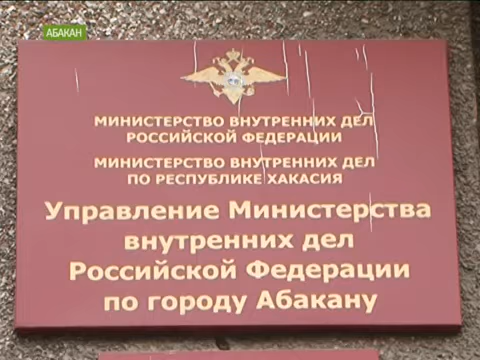 АБАКАН
МИНИСТЕРСТВО ВНУТРЕННИХ ДЕЛ
РОССИЙСКОЙ ФЕДЕРАЦИИ
МИНИСТЕРСТВО ВНУТРЕННИХ ДЕЛ
ПО РЕСПУБЛИКЕ ХАКАСИЯ
Управление Министерства
внутренних дел
Российской Федерации
по городу Абакану